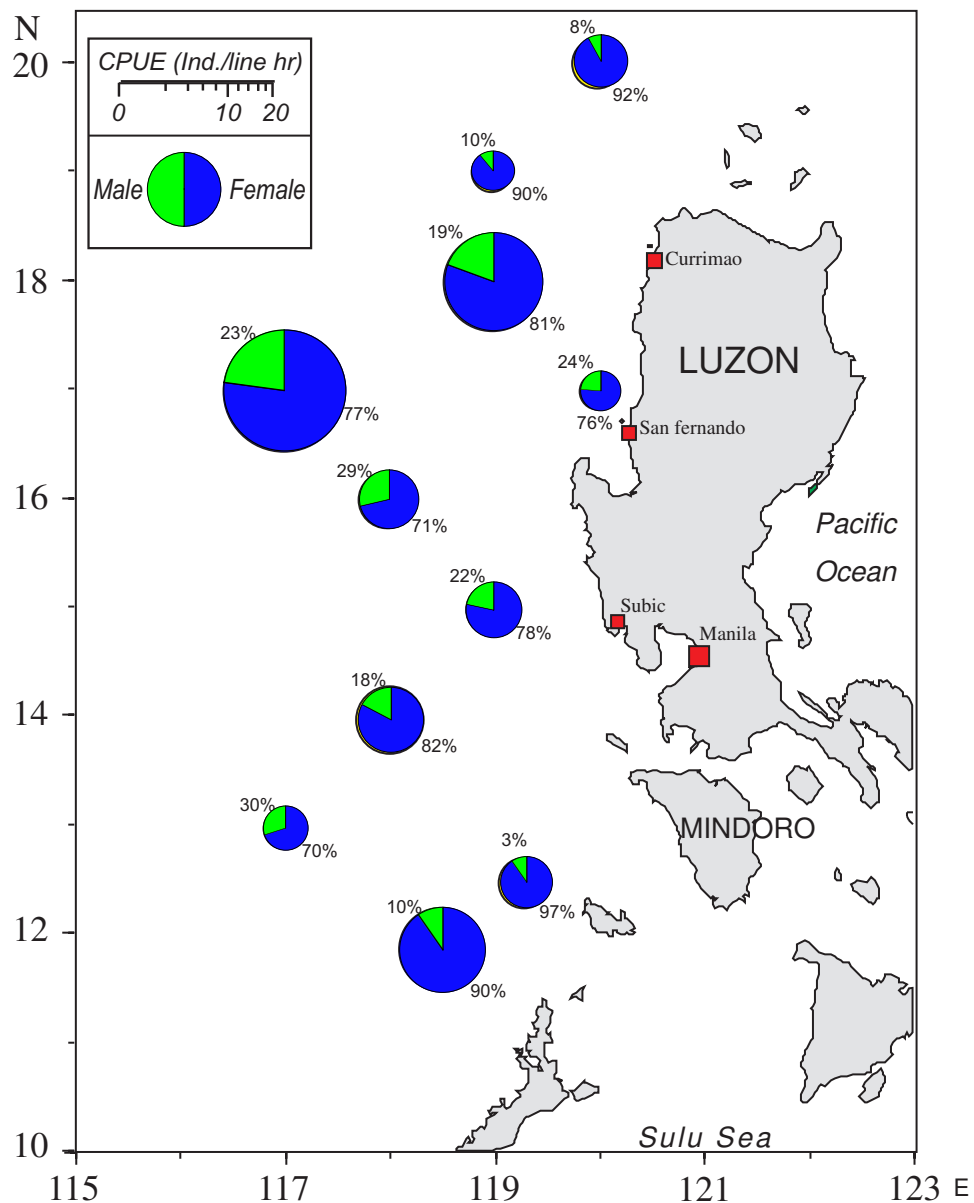 N
20
18
16
14
12
10
CPUE (Ind./line hr)
0 10 20
Male Female
8%
92%
10%
90%
19%
81%
Currimao
23%
77%
LUZON
24%
76%
San fernando
29%
71%
Pacific
Ocean
22%
78%
Subic
Manila
18%
82%
30%
70%
MINDORO
3%
97%
10%
90%
Sulu Sea
115 117 119 121 123 E